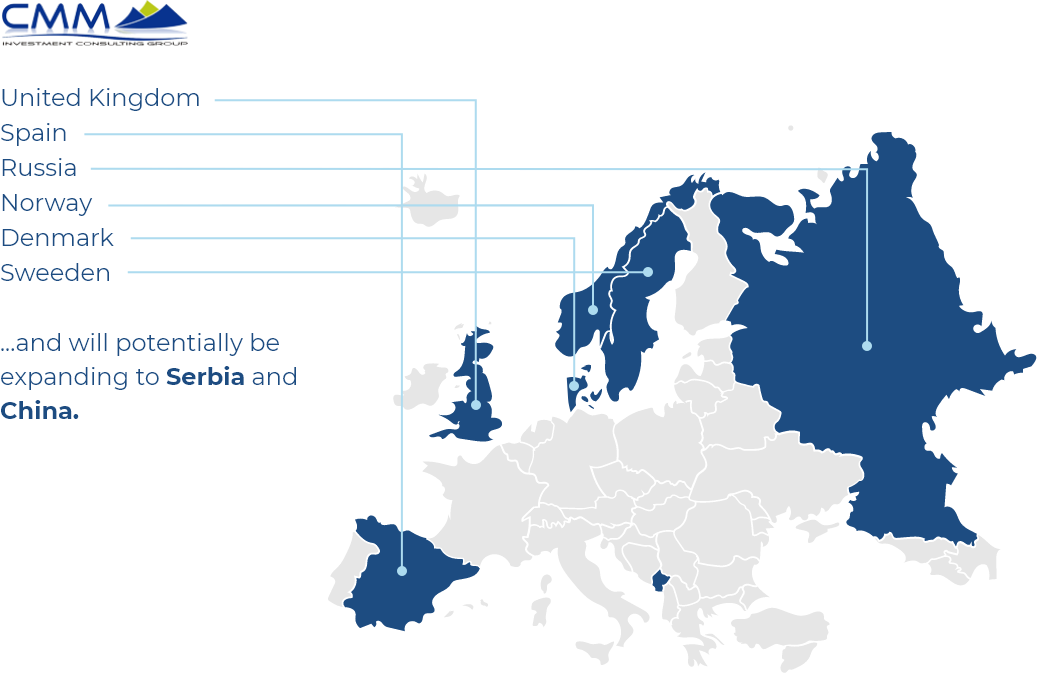 CMM
INVESTMENT CONSULTING GROUP
United Kingdom
Spain
Russia
Norway
Denmark
Sweeden
...and will potentially be
expanding to Serbia and
China.